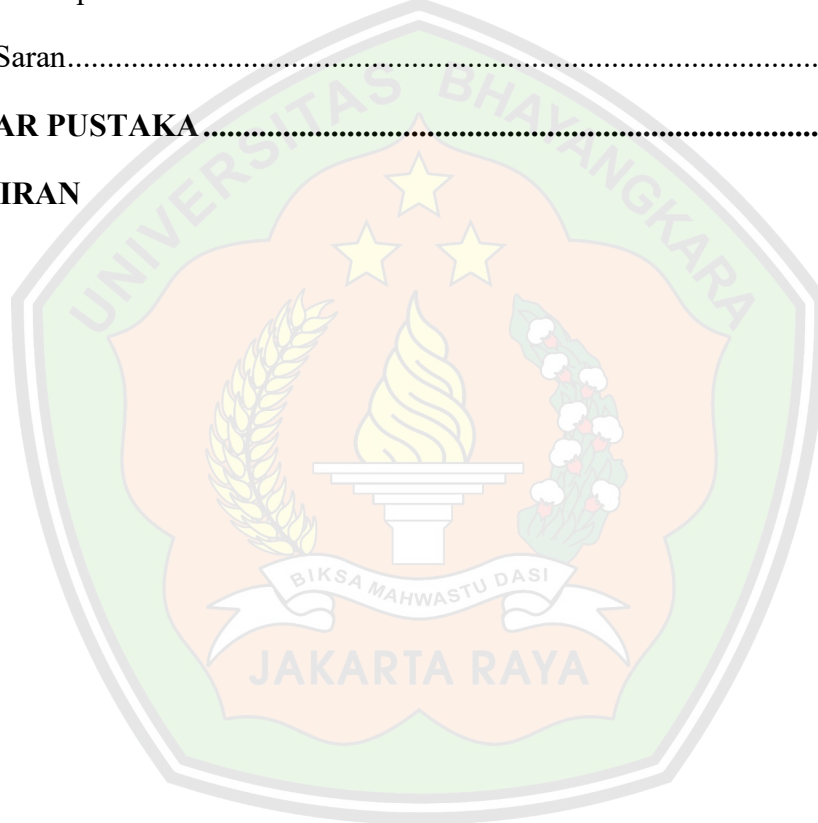 Saran...............................................................................................
AR PUSTAKA...............................................................................
IRAN
UNIVERSITAS BHAYANGKARA
BIKSA MAHWASTU DASI
JAKARTA RAYA